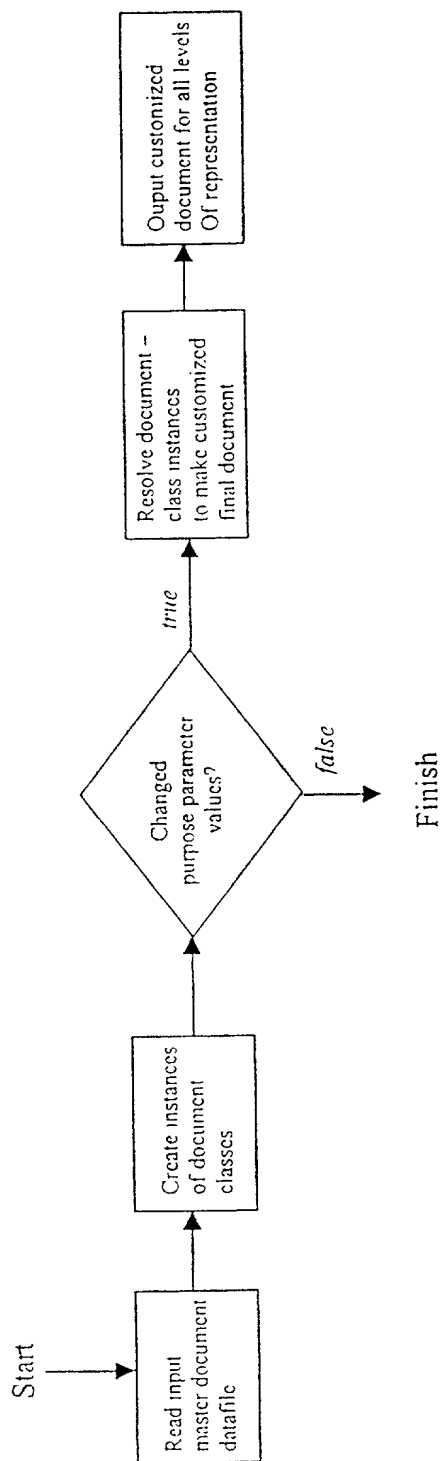 Start
Read input
master document
datafile
Create instances
of document
classes
Changed
purpose parameter
values?
true
false
Finish
Resolve document –
class instances
to make customized
final document
Ouput customized
document for all levels
Of representation